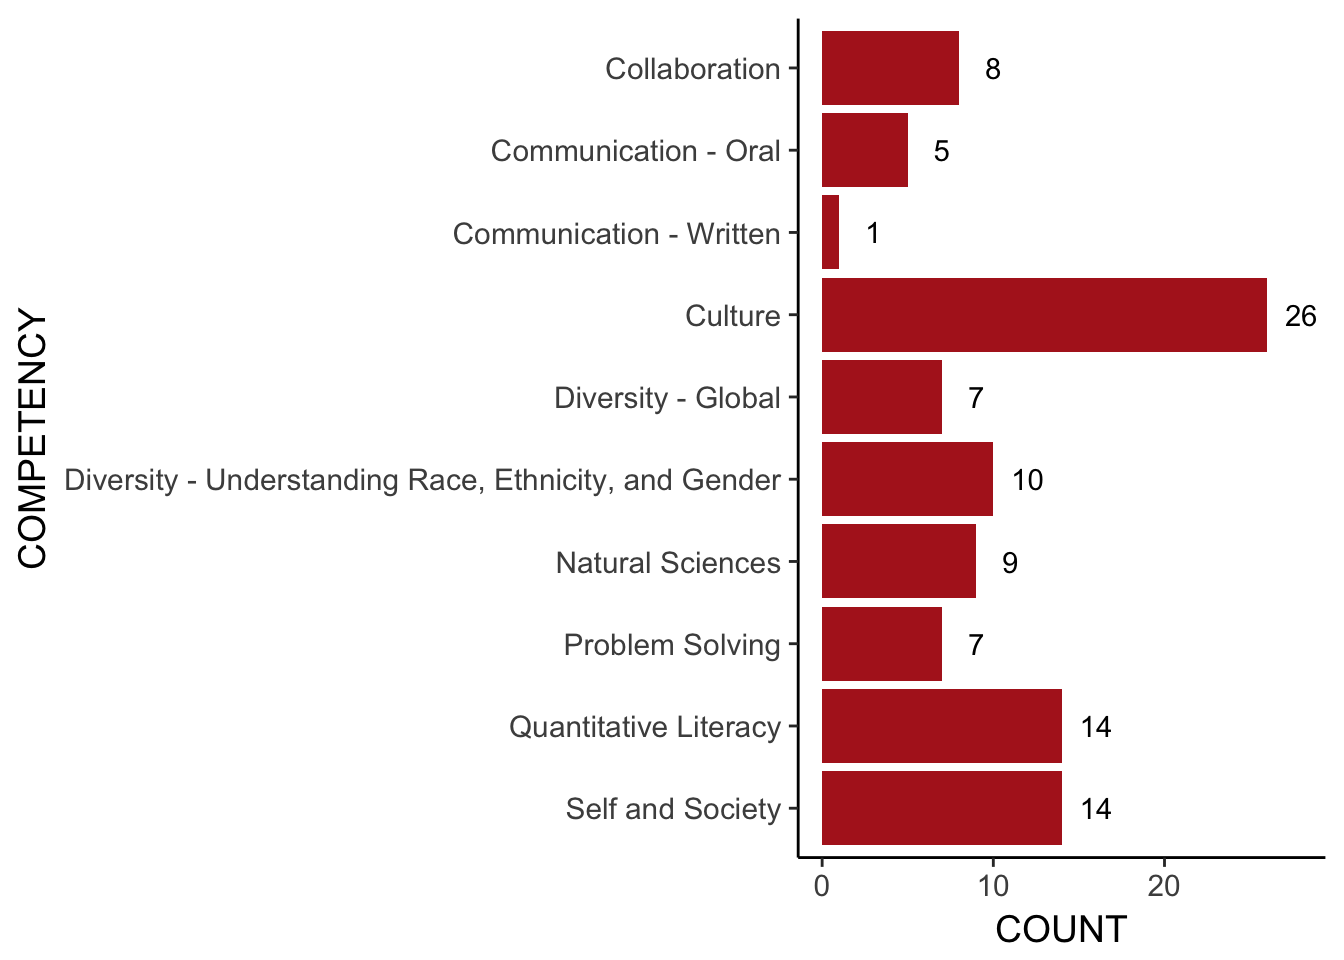 COMPETENCY
Collaboration 8
Communication - Oral 5
Communication - Written 1
Culture 26
Diversity - Global 7
Diversity - Understanding Race, Ethnicity, and Gender 10
Natural Sciences 9
Problem Solving 7
Quantitative Literacy 14
Self and Society 14
0 10 20
COUNT